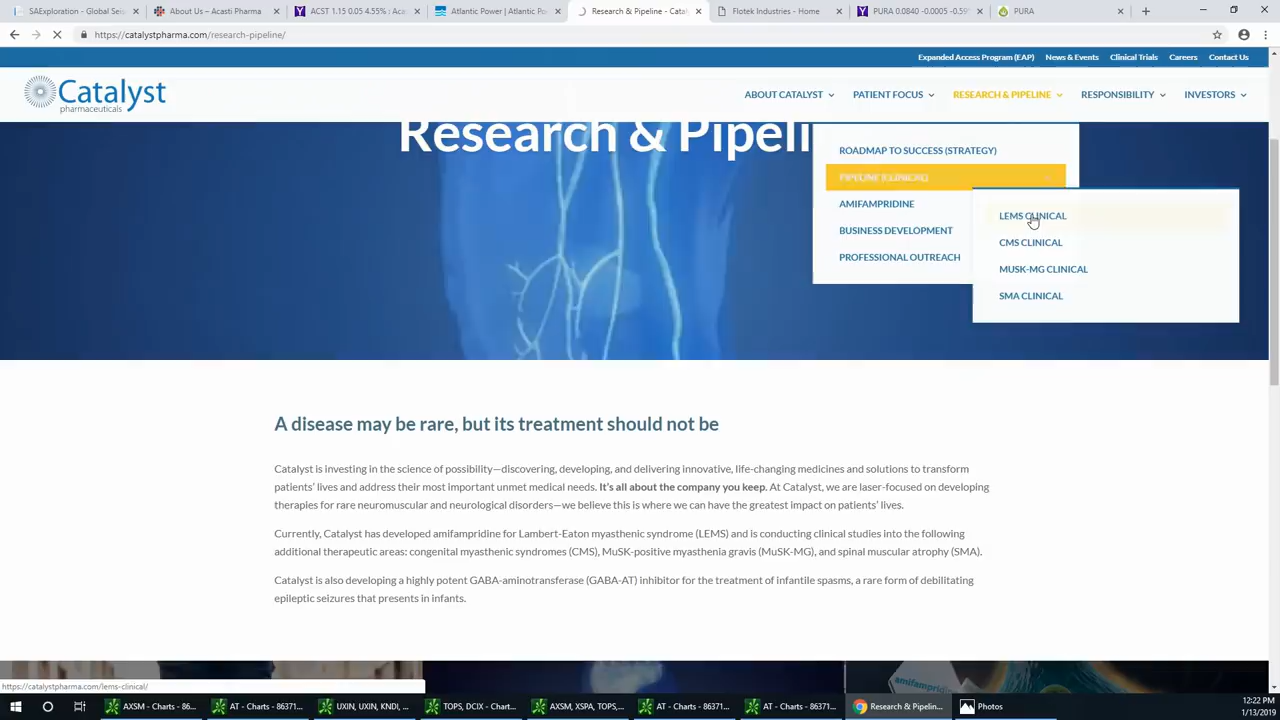 SAExploration - Global Seis
About Us – Acasti Pharma
ACST 1.15 0.05 4.55% : Aca
Atlantic Power | Atlantic Po
Research & Pipeline - Catal
Flotek Industries - Home
PURA 0.0840 -0.0005 -0.59
PURA
https://catalystpharma.com/research-pipeline/
Expanded Access Program (EAP) News & Events Clinical Trials Careers Contact Us
Catalyst
pharmaceuticals
ABOUT CATALYST PATIENT FOCUS RESEARCH & PIPELINE RESPONSIBILITY INVESTORS
Research & Pipeli
ROADMAP TO SUCCESS (STRATEGY)
PIPELINE (CLINICAL)
AMIFAMPRIDINE
BUSINESS DEVELOPMENT
PROFESSIONAL OUTREACH
LEMS CLINICAL
CMS CLINICAL
MUSK-MG CLINICAL
SMA CLINICAL
A disease may be rare, but its treatment should not be
Catalyst is investing in the science of possibility—discovering, developing, and delivering innovative, life-changing medicines and solutions to transform
patients’ lives and address their most important unmet medical needs. It’s all about the company you keep. At Catalyst, we are laser-focused on developing
therapies for rare neuromuscular and neurological disorders—we believe this is where we can have the greatest impact on patients’ lives.
Currently, Catalyst has developed amifampridine for Lambert-Eaton myasthenic syndrome (LEMS) and is conducting clinical studies into the following
additional therapeutic areas: congenital myasthenic syndromes (CMS), MuSK-positive myasthenia gravis (MuSK-MG), and spinal muscular atrophy (SMA).
Catalyst is also developing a highly potent GABA-aminotransferase (GABA-AT) inhibitor for the treatment of infantile spasms, a rare form of debilitating
epileptic seizures that presents in infants.
amifampridine
https://catalystpharma.com/lems-clinical/
AXSM - Charts - 86...
AT - Charts - 86371...
UXIN, UXIN, KNDI, ...
TOPS, DCIX - Chart...
AXSM, XSPA, TOPS,...
AT - Charts - 86371...
AT - Charts - 86371...
Research & Pipelin...
Photos
12:22 PM
1/13/2019